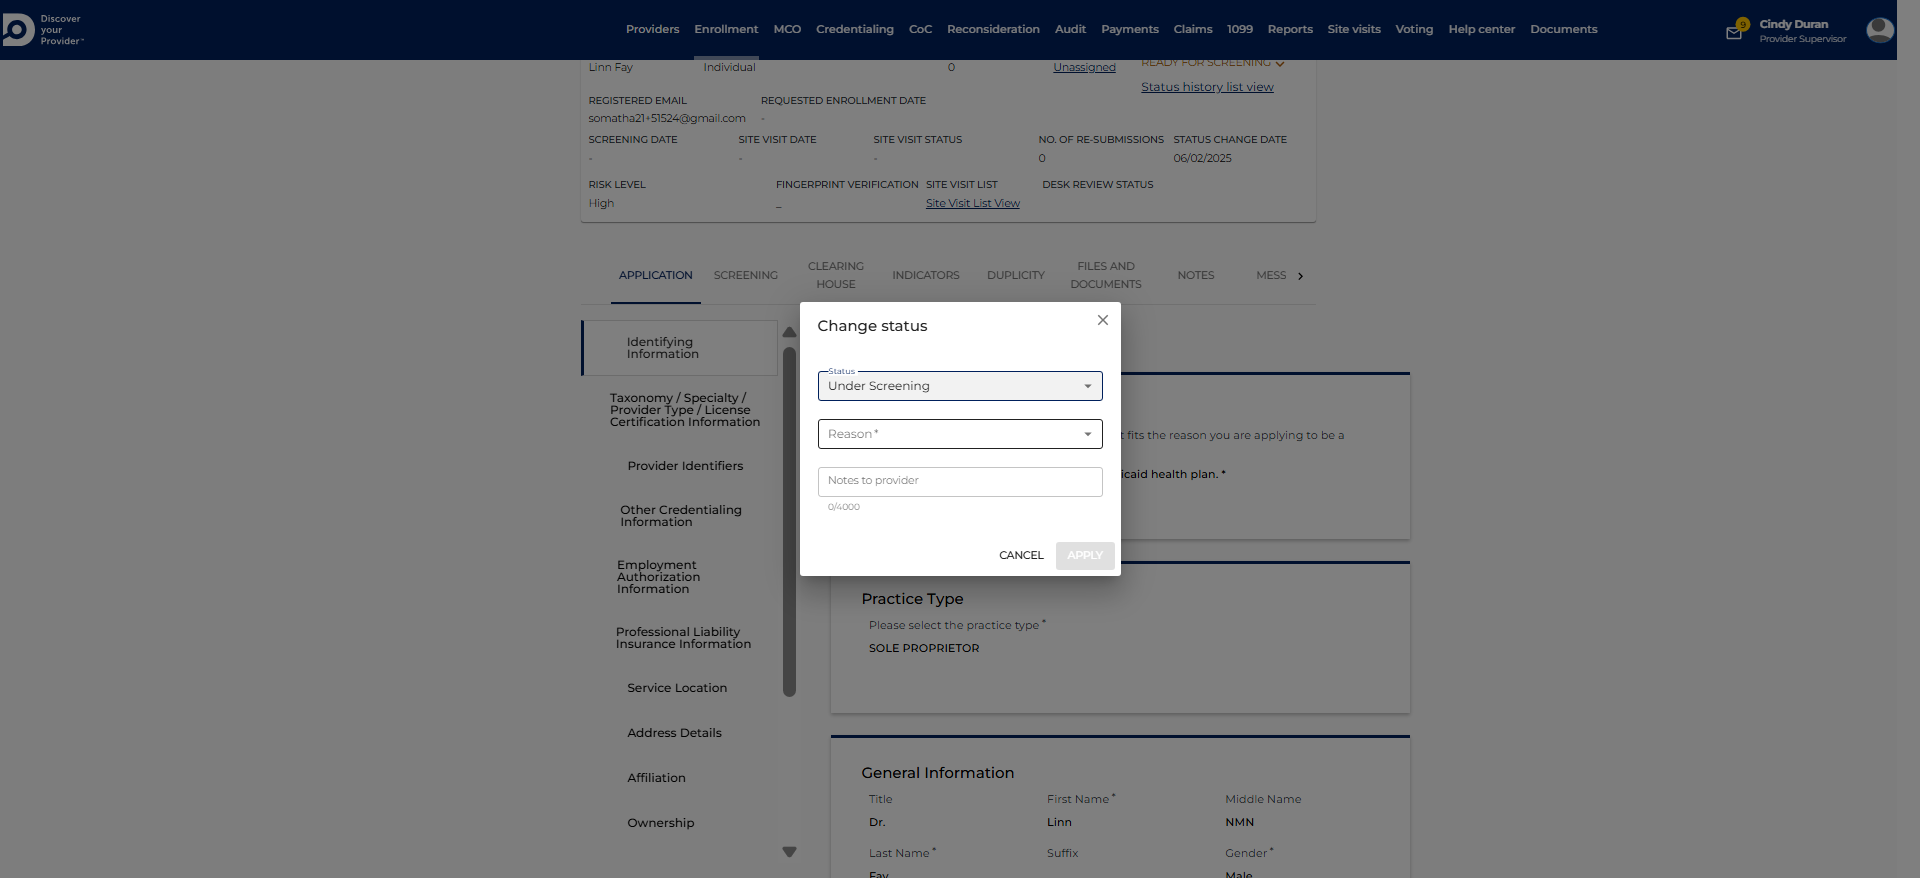 Discover
your
Provider
Providers Enrollment MCO Credentialing CoC Reconsideration Audit Payments Claims 1099 Reports Site visits Voting Help center Documents
9
Cindy Duran
Provider Supervisor
Linn Fay Individual 0 Unassigned READY FOR SCREENING
Status history list view
REGISTERED EMAIL REQUESTED ENROLLMENT DATE
somatha21+51524@gmail.com -
SCREENING DATE SITE VISIT DATE SITE VISIT STATUS NO. OF RE-SUBMISSIONS STATUS CHANGE DATE
- - - 0 06/02/2025
RISK LEVEL FINGERPRINT VERIFICATION SITE VISIT LIST DESK REVIEW STATUS
High _ Site Visit List View
APPLICATION SCREENING CLEARING HOUSE INDICATORS DUPLICITY FILES AND DOCUMENTS NOTES MESS
Identifying
Information
Taxonomy / Specialty /
Provider Type / License
Certification Information
Provider Identifiers
Other Credentialing
Information
Employment
Authorization
Information
Professional Liability
Insurance Information
Service Location
Address Details
Affiliation
Ownership
Change status
Status
Under Screening
Reason *
Notes to provider
0/4000
CANCEL APPLY
t fits the reason you are applying to be a
icaid health plan. *
Practice Type
Please select the practice type *
SOLE PROPRIETOR
General Information
Title First Name * Middle Name
Dr. Linn NMN
Last Name * Suffix Gender *
Fay Male